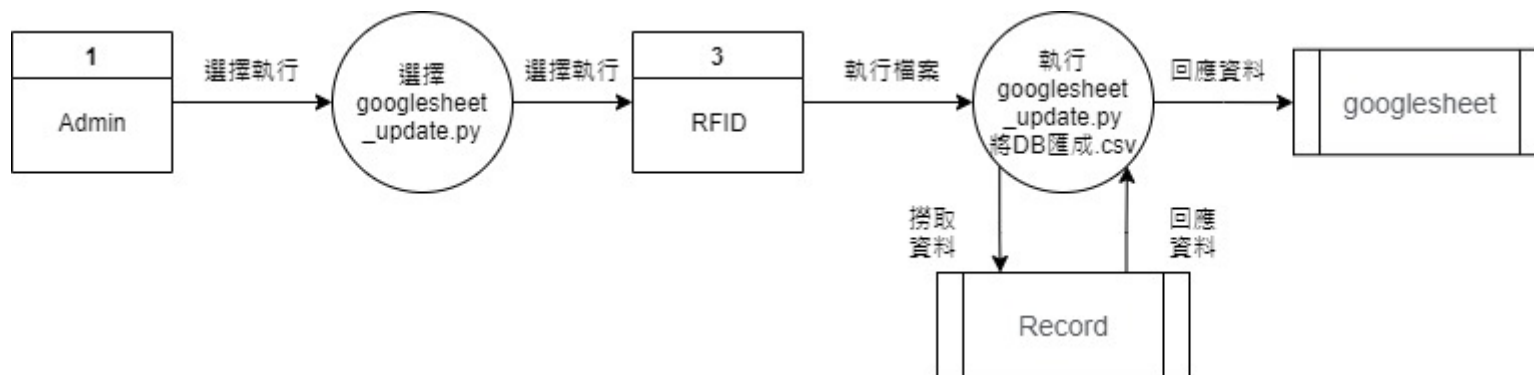 1
Admin
選擇執行
選擇
googlesheet
_update.py
選擇執行
3
RFID
執行檔案
執行
googlesheet
_update.py
將DB匯成.csv
回應資料
googlesheet
撈取
資料
回應
資料
Record